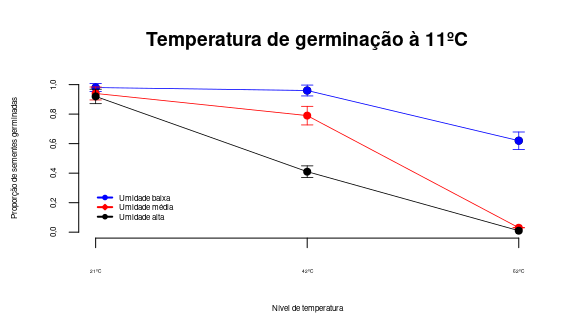 Temperatura de germinação à 11ºC
Proporção de sementes germinadas
1,0
0,8
0,6
0,4
0,2
0,0
Umidade baixa
Umidade média
Umidade alta
21ºC
42ºC
62ºC
Nível de temperatura